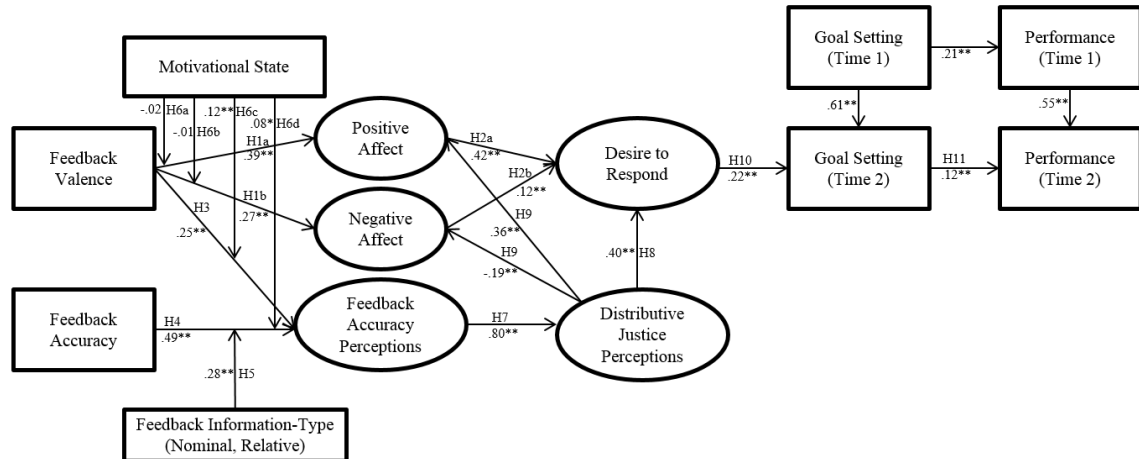 Goal Setting
(Time 1)
.21**
Performance
(Time 1)
Motivational State
-.02
H6a
-.01
H6b
.12**
H6c
.08*
H6d
.61**
.55**
Feedback
Valence
H1a
.39**
Positive
Affect
H2a
.42**
Desire to
Respond
H10
.22**
Goal Setting
(Time 2)
H11
.12**
Performance
(Time 2)
H1b
.27**
Negative
Affect
H2b
.12**
H3
.25**
H9
.36**
H9
-.19**
.40**
H8
Feedback
Accuracy
H4
.49**
Feedback
Accuracy
Perceptions
H7
.80**
Distributive
Justice
Perceptions
.28**
H5
Feedback Information-Type
(Nominal, Relative)